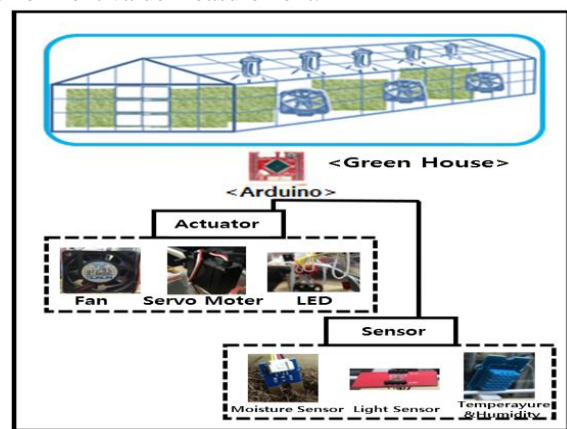 <Green House>
<Arduino>
Actuator
Fan Servo Moter LED
Sensor
Moisture Sensor Light Sensor Temperayure
&Humidity